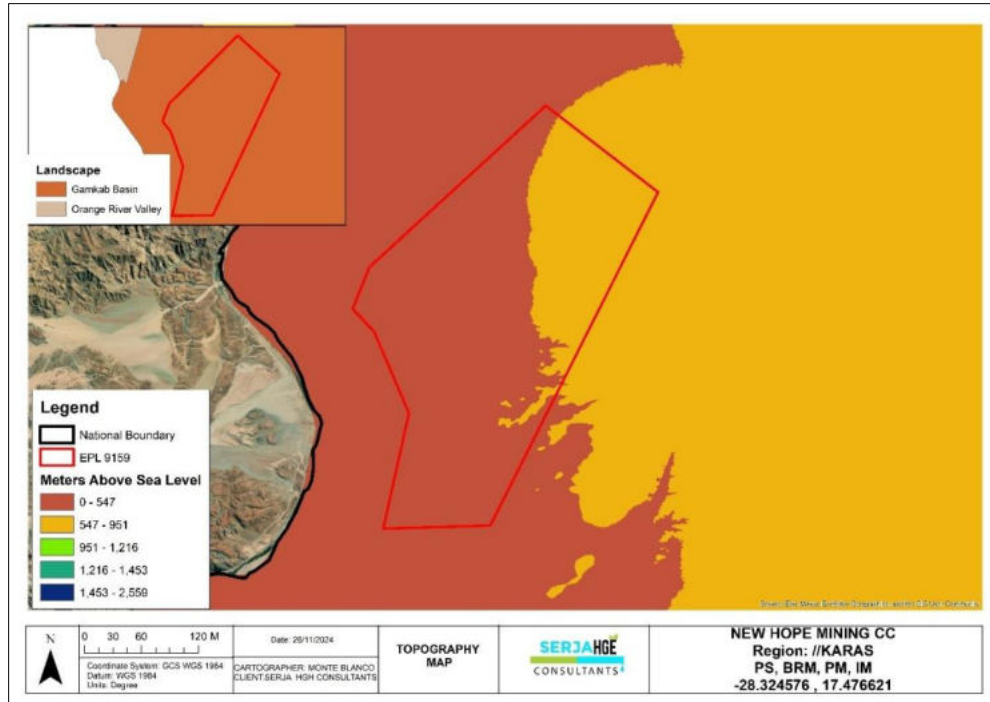 Landscape
Gamkab Basin
Orange River Valley
Legend
National Boundary
EPL 9159
Meters Above Sea Level
0 - 547
547 - 951
951 - 1,216
1,216 - 1,453
1,453 - 2,559
N
0 30 60 120 M
Coordinate System: GCS WGS 1984
Datum: WGS 1984
Units: Degree
Date: 26/11/2024
CARTOGRAPHER: MONTE BLANCO
CLIENT:SERJA HGH CONSULTANTS
TOPOGRAPHY
MAP
SERJAHGE
CONSULTANTS
NEW HOPE MINING CC
Region: //KARAS
PS, BRM, PM, IM
-28.324576 , 17.476621